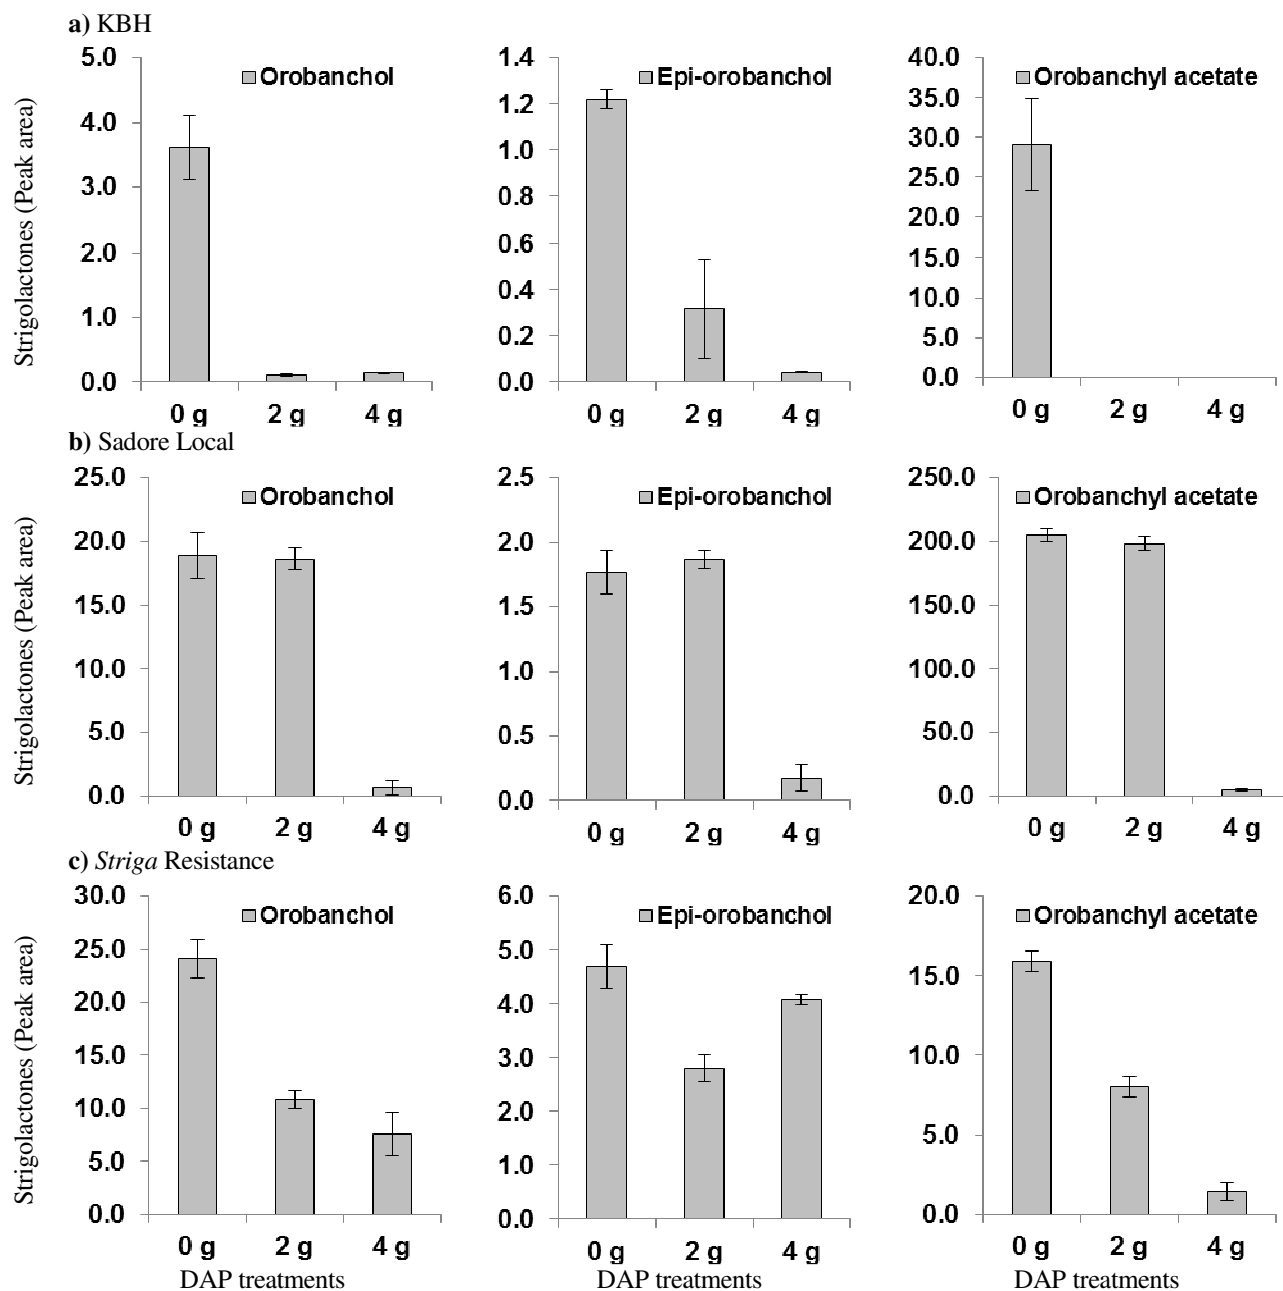 a) KBH
Strigolactones (Peak area)
5.0
4.0
3.0
2.0
1.0
0.0
Orobanchol
0 g 2 g 4 g
1.4
1.2
1.0
0.8
0.6
0.4
0.2
0.0
Epi-orobanchol
0 g 2 g 4 g
40.0
35.0
30.0
25.0
20.0
15.0
10.0
5.0
0.0
Orobanchyl acetate
0 g 2 g 4 g
b) Sadore Local
Strigolactones (Peak area)
25.0
20.0
15.0
10.0
5.0
0.0
Orobanchol
0 g 2 g 4 g
2.5
2.0
1.5
1.0
0.5
0.0
Epi-orobanchol
0 g 2 g 4 g
250.0
200.0
150.0
100.0
50.0
0.0
Orobanchyl acetate
0 g 2 g 4 g
c) Striga Resistance
Strigolactones (Peak area)
30.0
25.0
20.0
15.0
10.0
5.0
0.0
Orobanchol
0 g 2 g 4 g
DAP treatments
6.0
5.0
4.0
3.0
2.0
1.0
0.0
Epi-orobanchol
0 g 2 g 4 g
DAP treatments
20.0
15.0
10.0
5.0
0.0
Orobanchyl acetate
0 g 2 g 4 g
DAP treatments